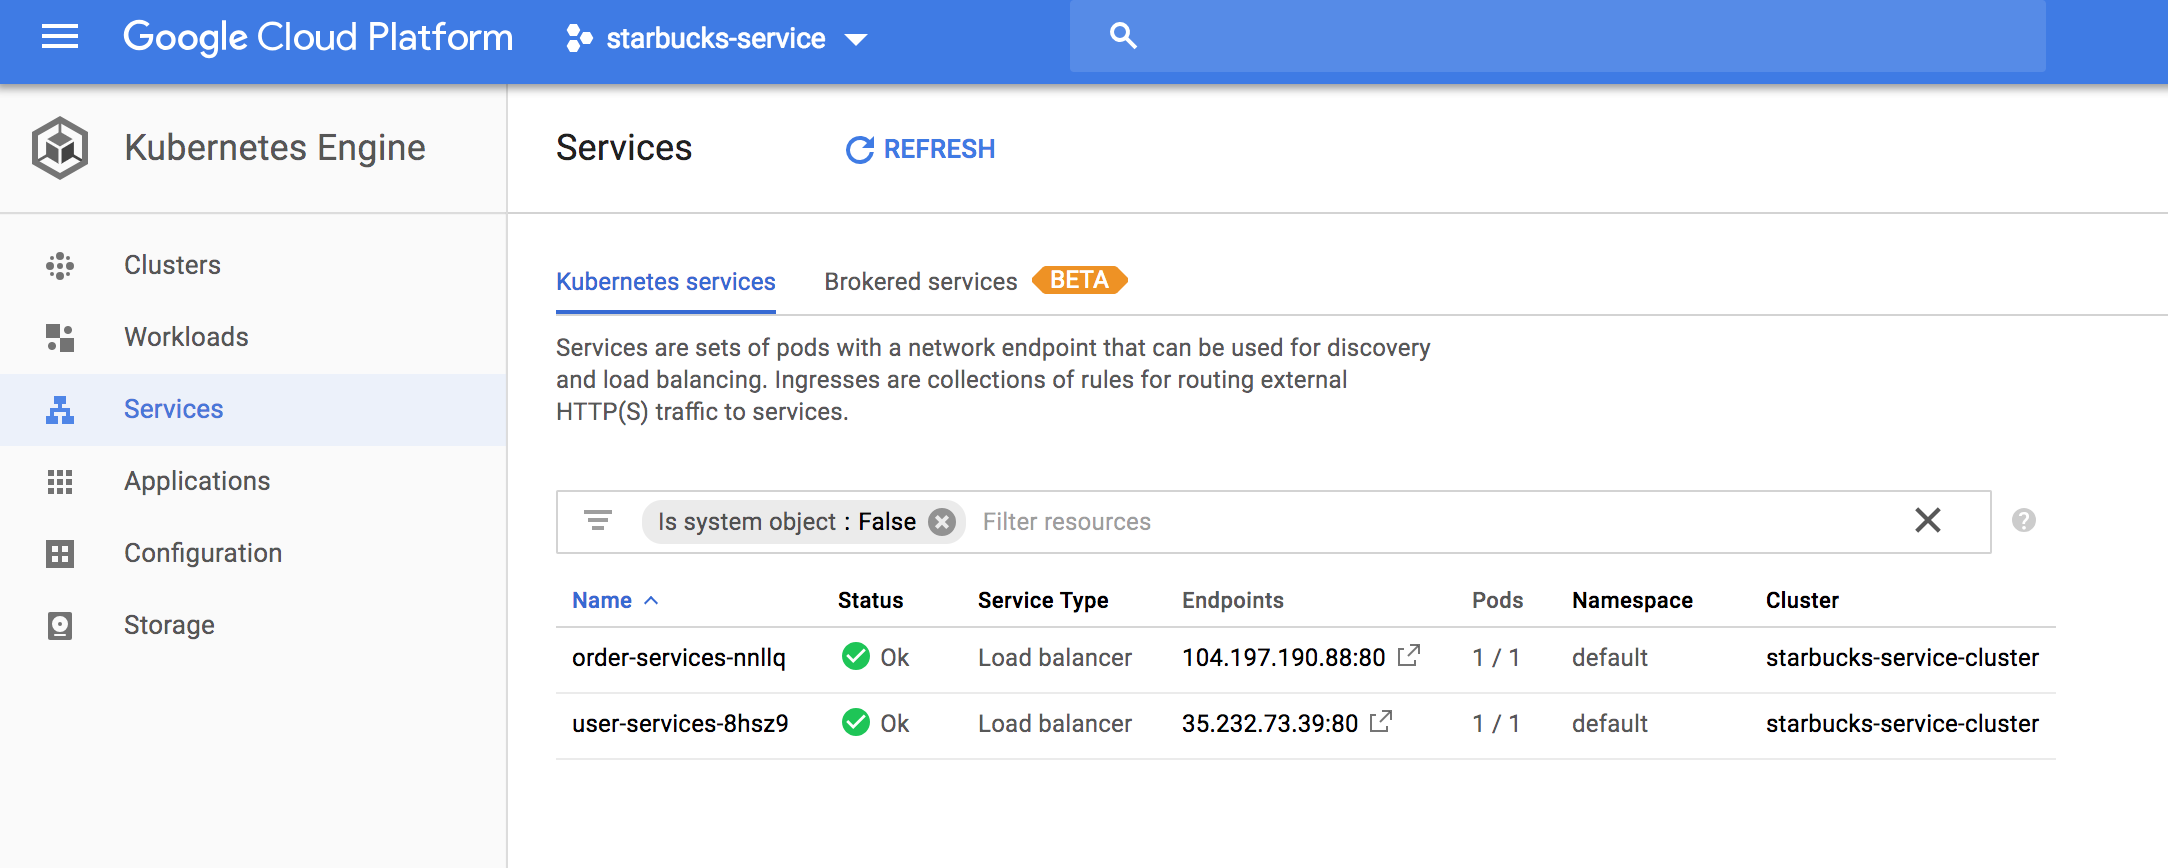 Google Cloud Platform starbucks-service
Kubernetes Engine
Services REFRESH
Clusters
Workloads
Services
Applications
Configuration
Storage
Kubernetes services Brokered services BETA
Services are sets of pods with a network endpoint that can be used for discovery
and load balancing. Ingresses are collections of rules for routing external
HTTP(S) traffic to services.
Is system object : False Filter resources
Name Status Service Type Endpoints Pods Namespace Cluster
order-services-nnllq Ok Load balancer 104.197.190.88:80 1 / 1 default starbucks-service-cluster
user-services-8hsz9 Ok Load balancer 35.232.73.39:80 1 / 1 default starbucks-service-cluster